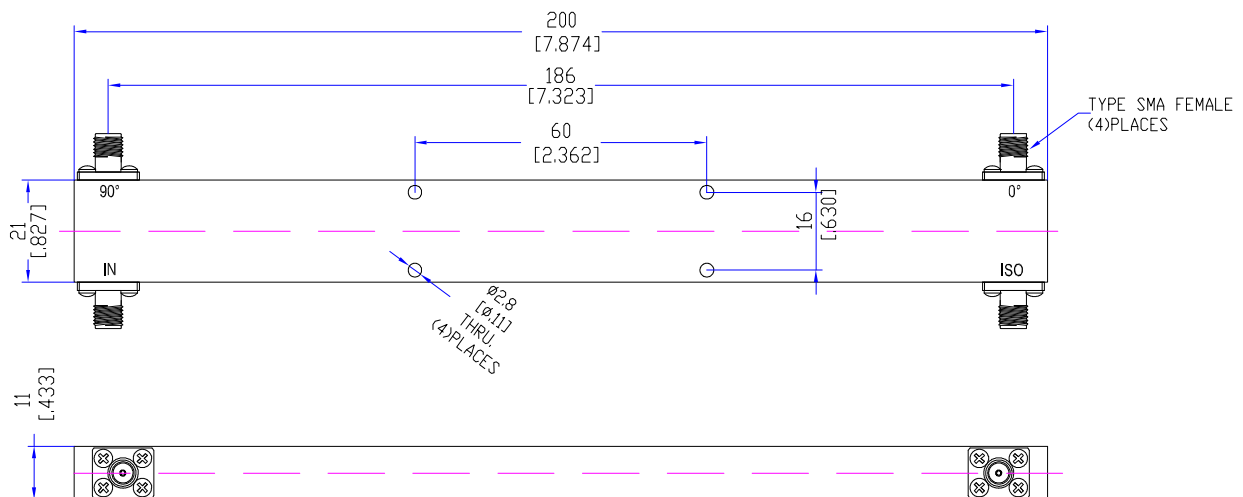 200
[7.874]
186
[7.323]
TYPE SMA FEMALE
(4)PLACES
60
[2.362]
90°
0°
21
[.827]
16
[.630]
IN
ISO
ø2.8
[ø.11]
THRU,
(4)PLACES
11
[.433]